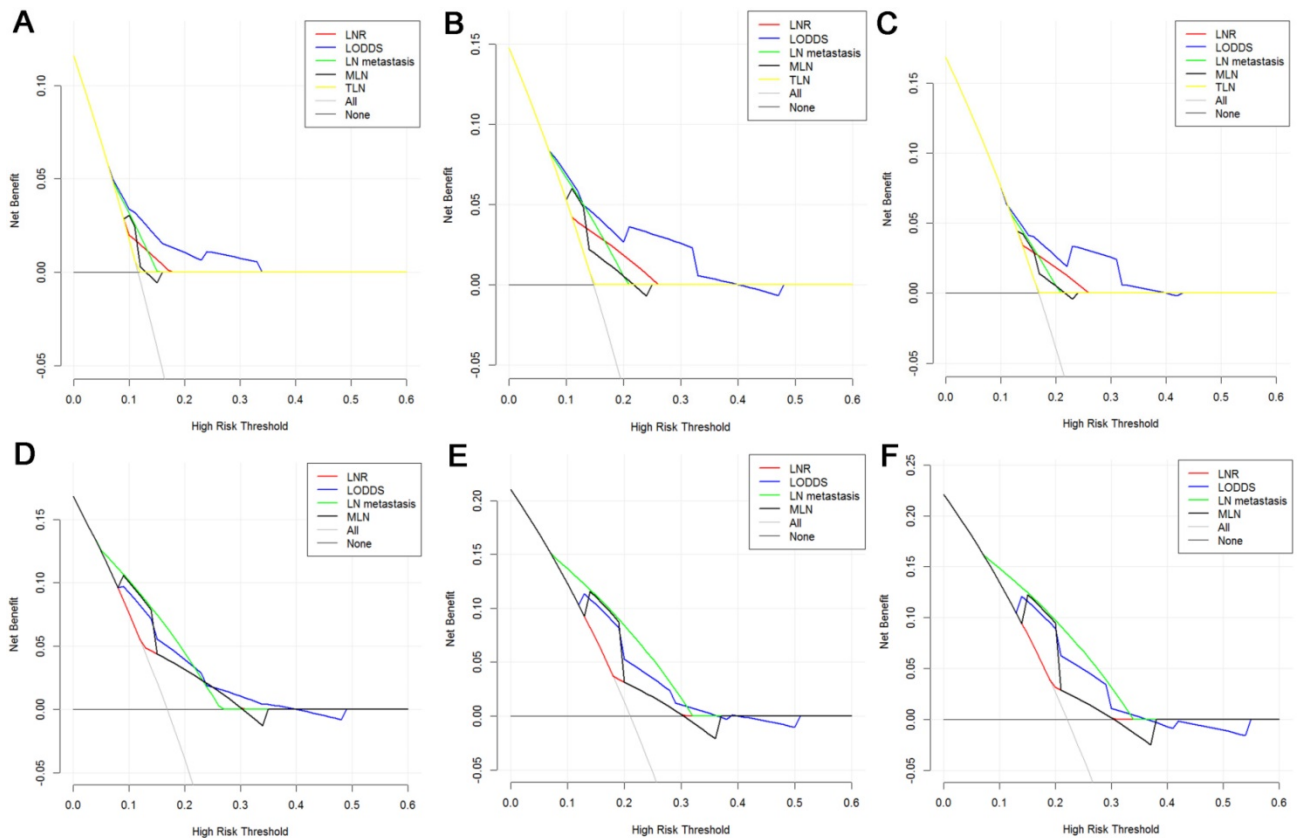 A
LNR
LODDS
LN metastasis
MLN
TLN
All
None
Net Benefit
-0.05 0.00 0.05 0.10
0.0 0.1 0.2 0.3 0.4 0.5 0.6
High Risk Threshold
B
LNR
LODDS
LN metastasis
MLN
TLN
All
None
Net Benefit
-0.05 0.00 0.05 0.10 0.15
0.0 0.1 0.2 0.3 0.4 0.5 0.6
High Risk Threshold
C
LNR
LODDS
LN metastasis
MLN
TLN
All
None
Net Benefit
-0.05 0.00 0.05 0.10 0.15
0.0 0.1 0.2 0.3 0.4 0.5 0.6
High Risk Threshold
D
LNR
LODDS
LN metastasis
MLN
All
None
Net Benefit
-0.05 0.00 0.05 0.10 0.15
0.0 0.1 0.2 0.3 0.4 0.5 0.6
High Risk Threshold
E
LNR
LODDS
LN metastasis
MLN
All
None
Net Benefit
-0.05 0.00 0.05 0.10 0.15 0.20
0.0 0.1 0.2 0.3 0.4 0.5 0.6
High Risk Threshold
F
LNR
LODDS
LN metastasis
MLN
All
None
Net Benefit
-0.05 0.00 0.05 0.10 0.15 0.20 0.25
0.0 0.1 0.2 0.3 0.4 0.5 0.6
High Risk Threshold